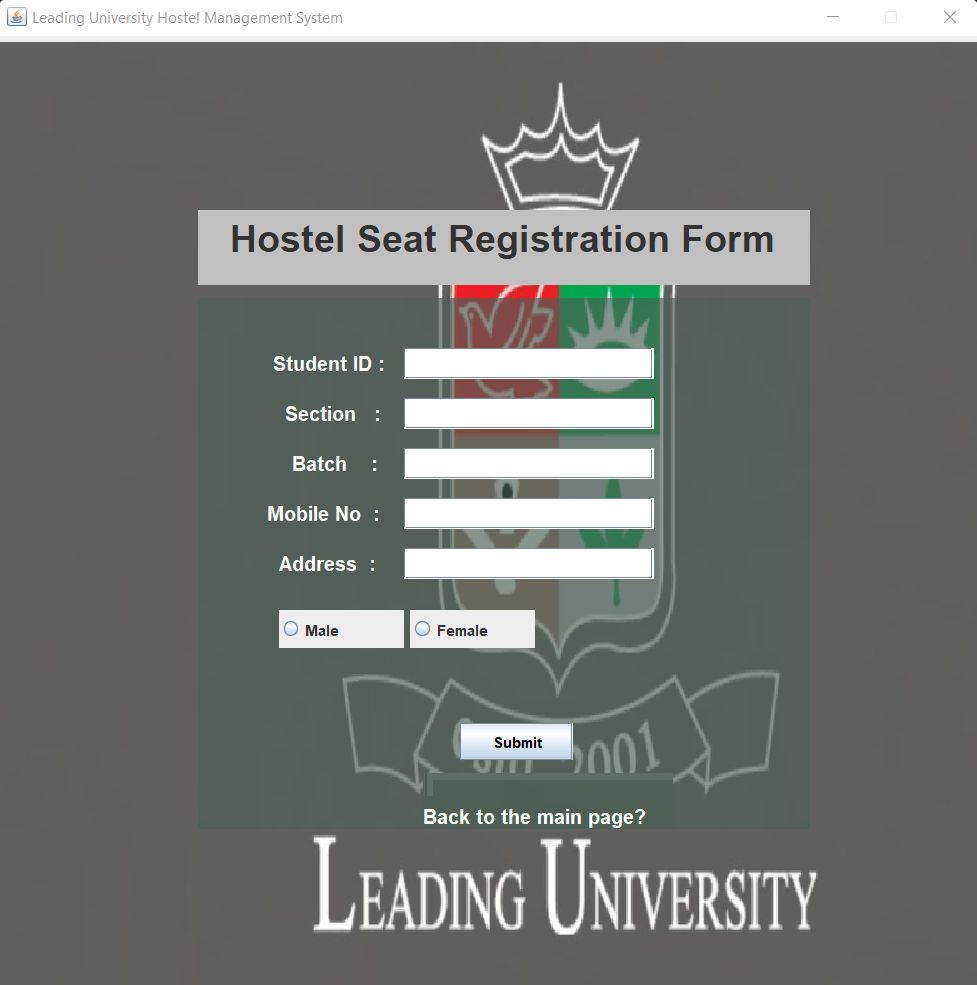 Leading University Hostel Management System
Hostel Seat Registration Form
Student ID :
Section :
Batch :
Mobile No :
Address :
Male Female
Submit
2001
Back to the main page?
LEADING UNIVERSITY